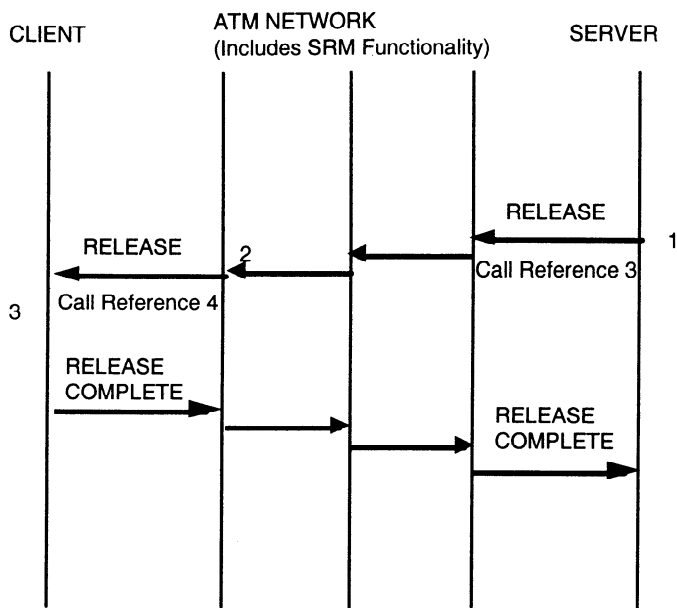 CLIENT
ATM NETWORK
(Includes SRM Functionality)
SERVER
RELEASE
1
RELEASE
2
Call Reference 3
Call Reference 4
3
RELEASE
COMPLETE
RELEASE
COMPLETE